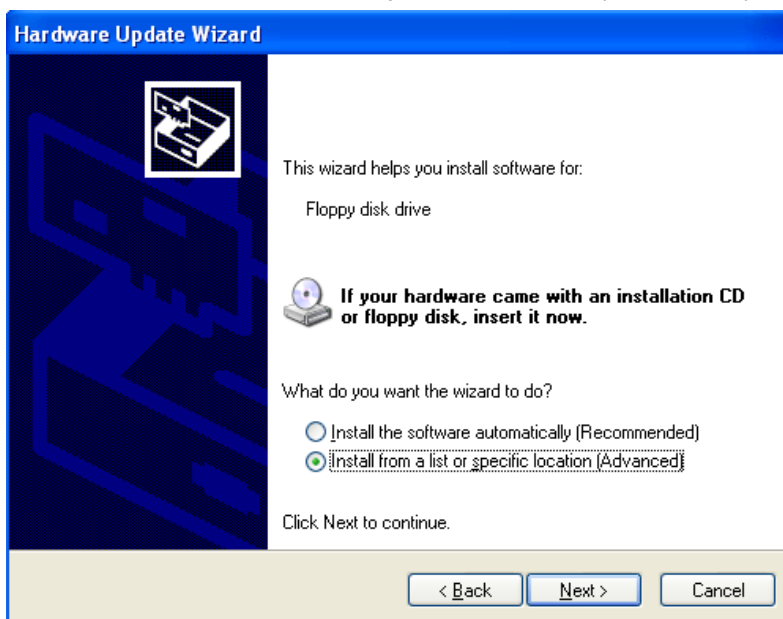 Hardware Update Wizard
This wizard helps you install software for:
Floppy disk drive
If your hardware came with an installation CD
or floppy disk, insert it now.
What do you want the wizard to do?
Install the software automatically (Recommended)
Install from a list or specific location (Advanced)
Click Next to continue.
< Back Next > Cancel